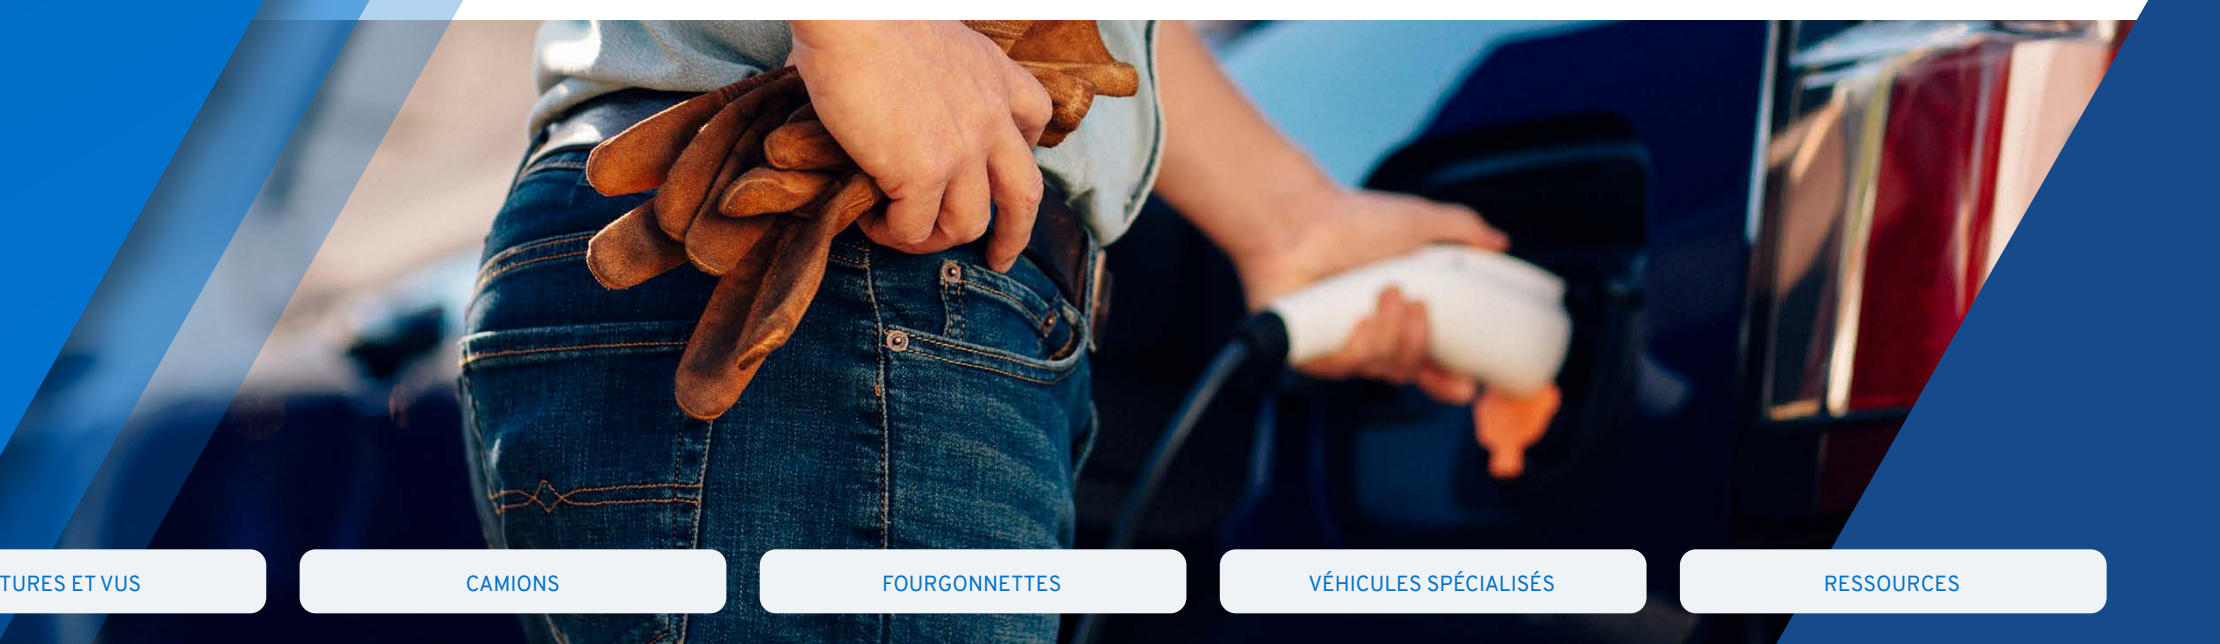 TURES ET VUS
CAMIONS
FOURGONNETTES
VÉHICULES SPÉCIALISÉS
RESSOURCES